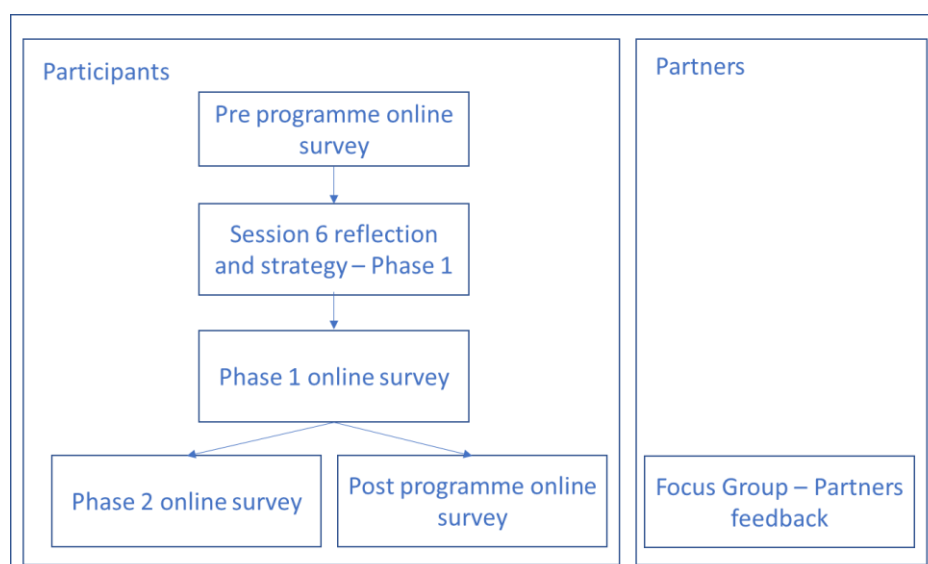 Participants
Pre programme online
survey
Session 6 reflection
and strategy – Phase 1
Phase 1 online survey
Phase 2 online survey
Post programme online
survey
Partners
Focus Group – Partners
feedback